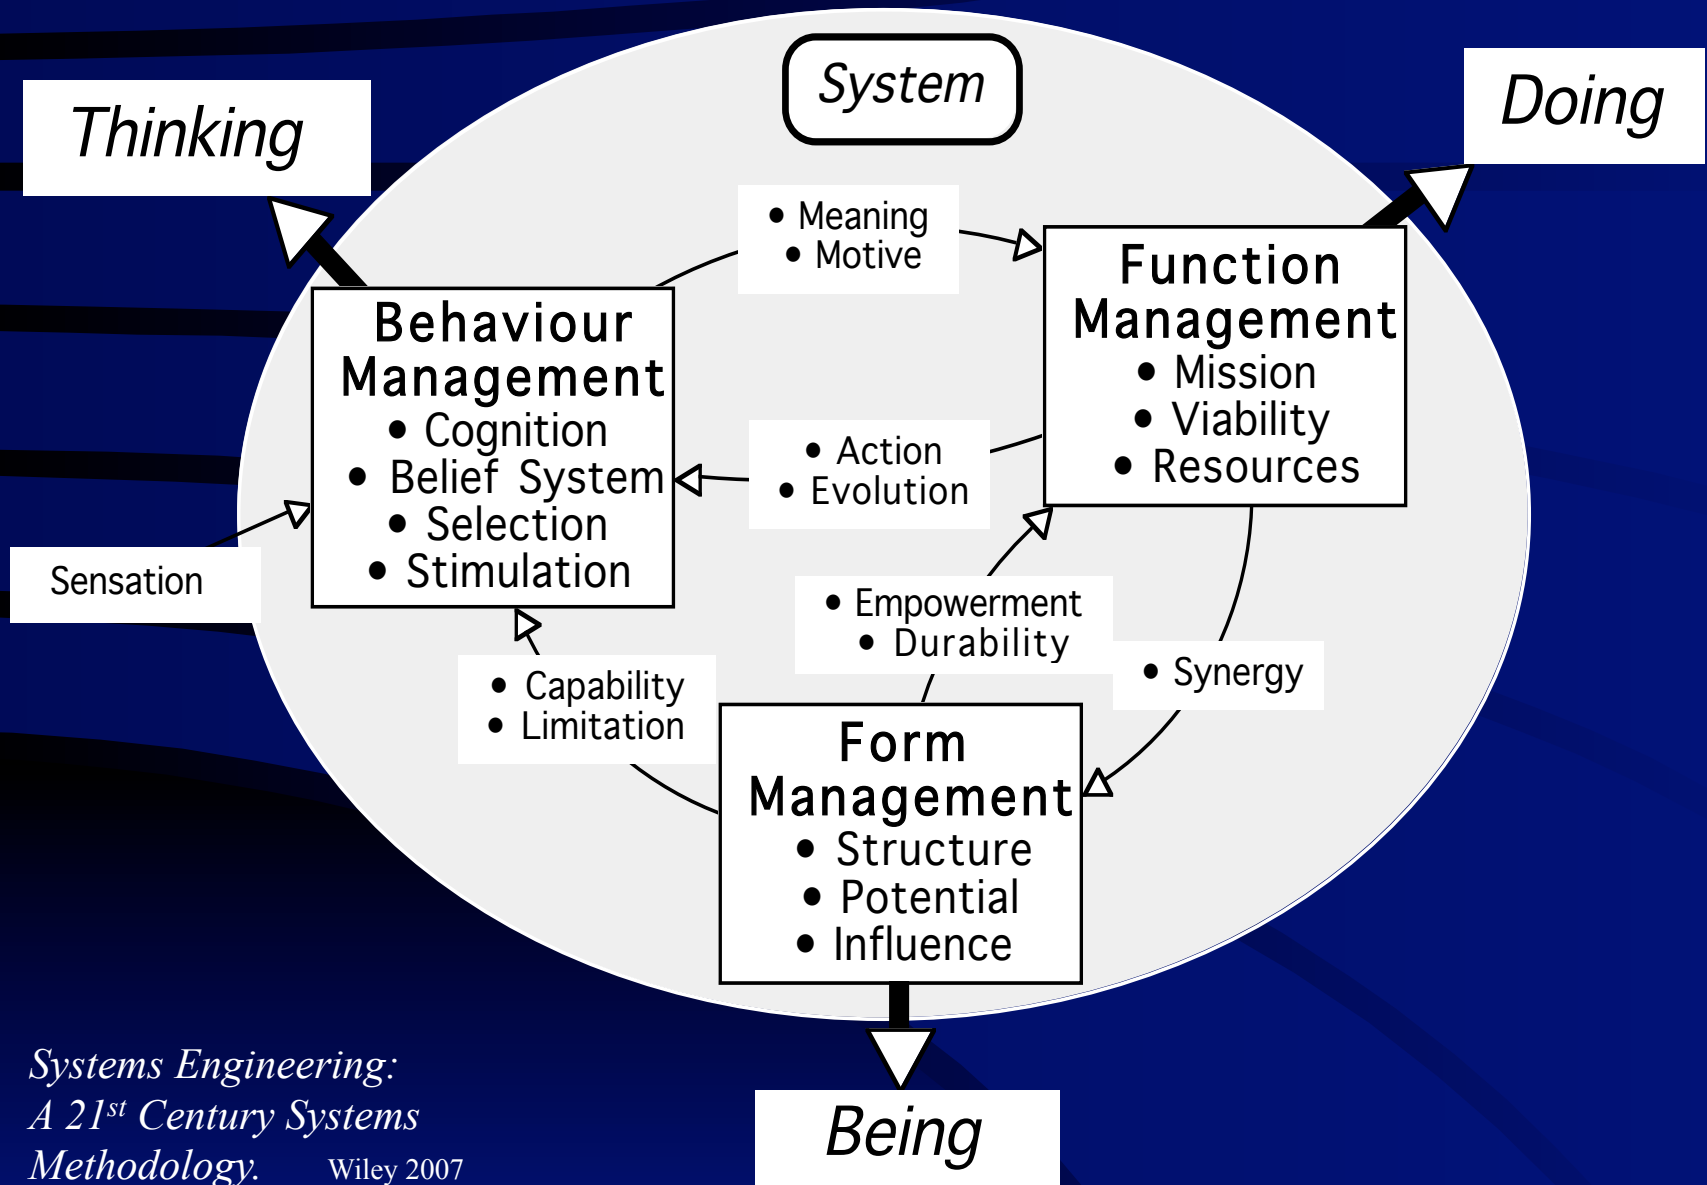 System
Thinking
Doing
• Meaning
• Motive
Function
Management
• Mission
• Viability
• Resources
Behaviour
Management
• Cognition
• Belief System
• Selection
• Stimulation
• Action
• Evolution
Sensation
• Empowerment
• Durability
• Synergy
• Capability
• Limitation
Form
Management
• Structure
• Potential
• Influence
Being
Systems Engineering:
A 21st Century Systems
Methodology. Wiley 2007